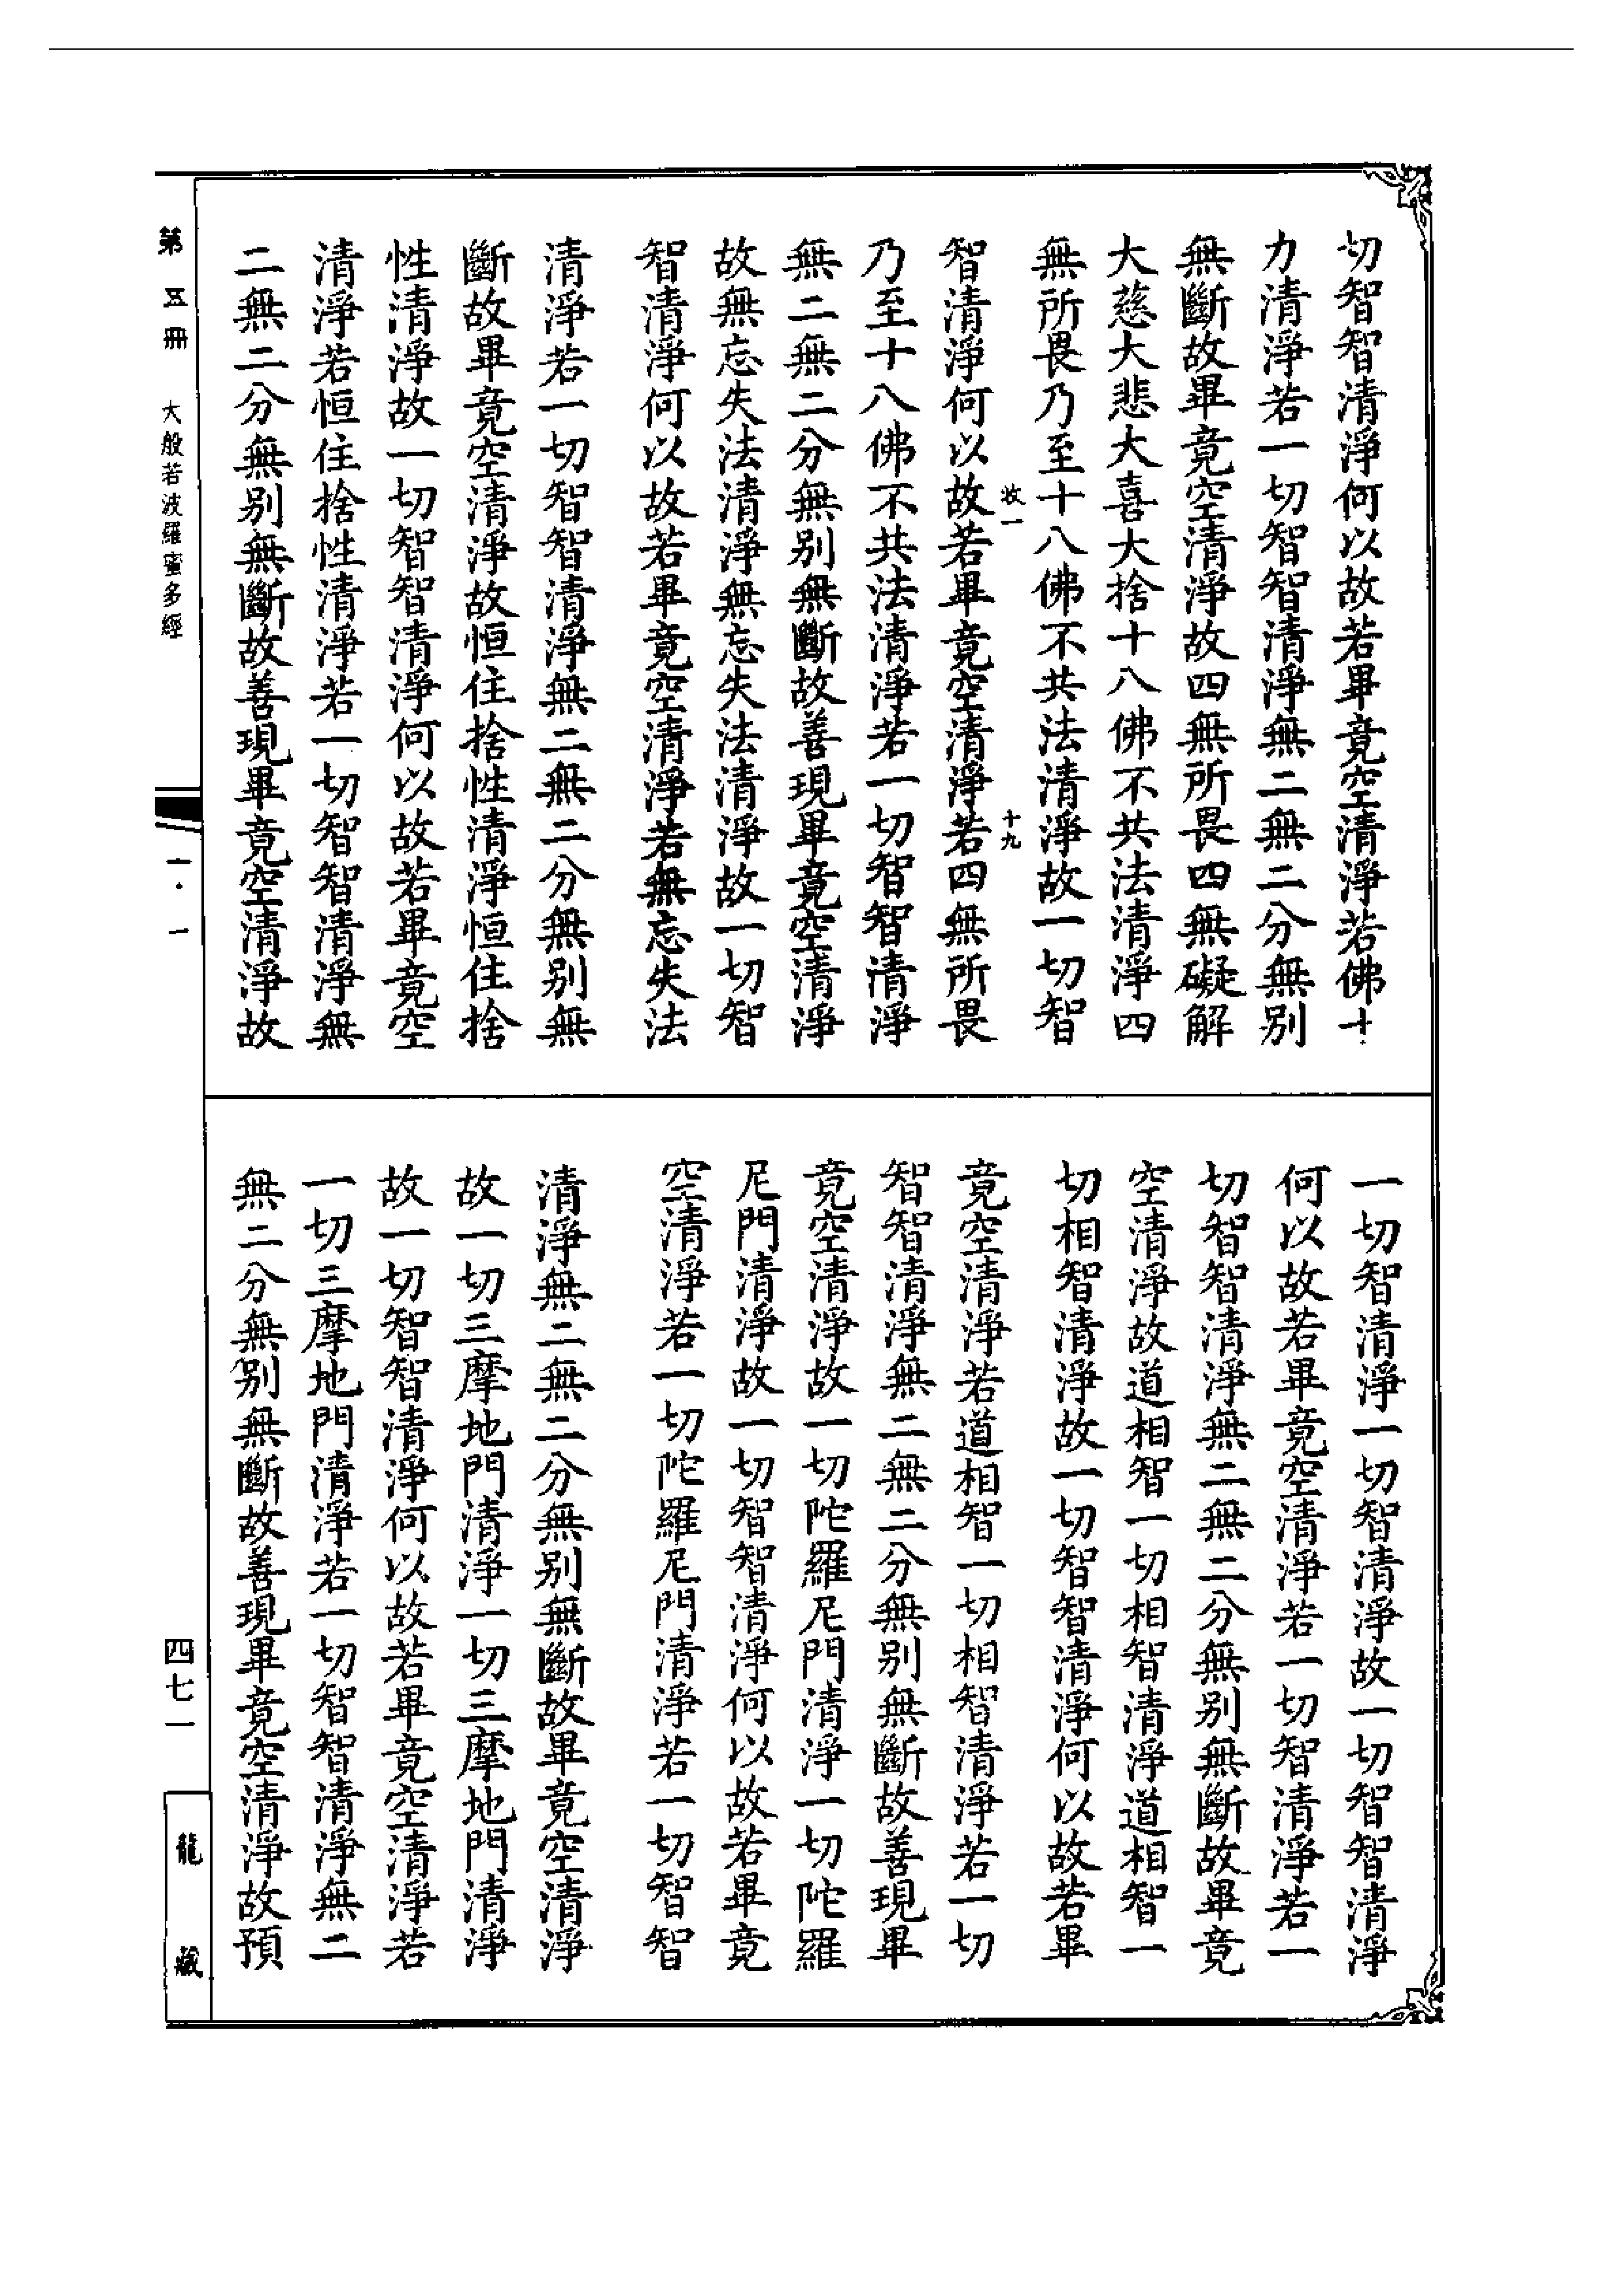 切智智清淨何以故若畢竟空清淨若佛十
力清淨若一切智智清淨無二無二分無別
無斷故畢竟空清淨故四無所畏四無礙解
大慈大悲大喜大捨十八佛不共法清淨四
無所畏乃至十八佛不共法清淨故一切智
牧一 十九
智清淨何以故若畢竟空清淨若四無所畏
乃至十八佛不共法清淨若一切智智清淨
無二無二分無別無斷故善現畢竟空清淨
故無忘失法清淨無忘失法清淨故一切智
智清淨何以故若畢竟空清淨若無忘失法
清淨若一切智智清淨無二無二分無別無
斷故畢竟空清淨故恒住捨性清淨恒住捨
性清淨故一切智智清淨何以故若畢竟空
清淨若恒住捨性清淨若一切智智清淨無
二無二分無別無斷故善現畢竟空清淨故
一切智清淨一切智清淨故一切智智清淨
何以故若畢竟空清淨若一切智清淨若一
切智智清淨無二無二分無別無斷故畢竟
空清淨故道相智一切相智清淨道相智一
切相智清淨故一切智智清淨何以故若畢
竟空清淨若道相智一切相智清淨若一切
智智清淨無二無二分無別無斷故善現畢
竟空清淨故一切陀羅尼門清淨一切陀羅
尼門清淨故一切智智清淨何以故若畢竟
空清淨若一切陀羅尼門清淨若一切智智
清淨無二無二分無別無斷故畢竟空清淨
故一切三摩地門清淨一切三摩地門清淨
故一切智智清淨何以故若畢竟空清淨若
一切三摩地門清淨若一切智智清淨無二
無二分無別無斷故善現畢竟空清淨故預
第五冊 大般若波羅蜜多經 一·一 四七一 龍藏